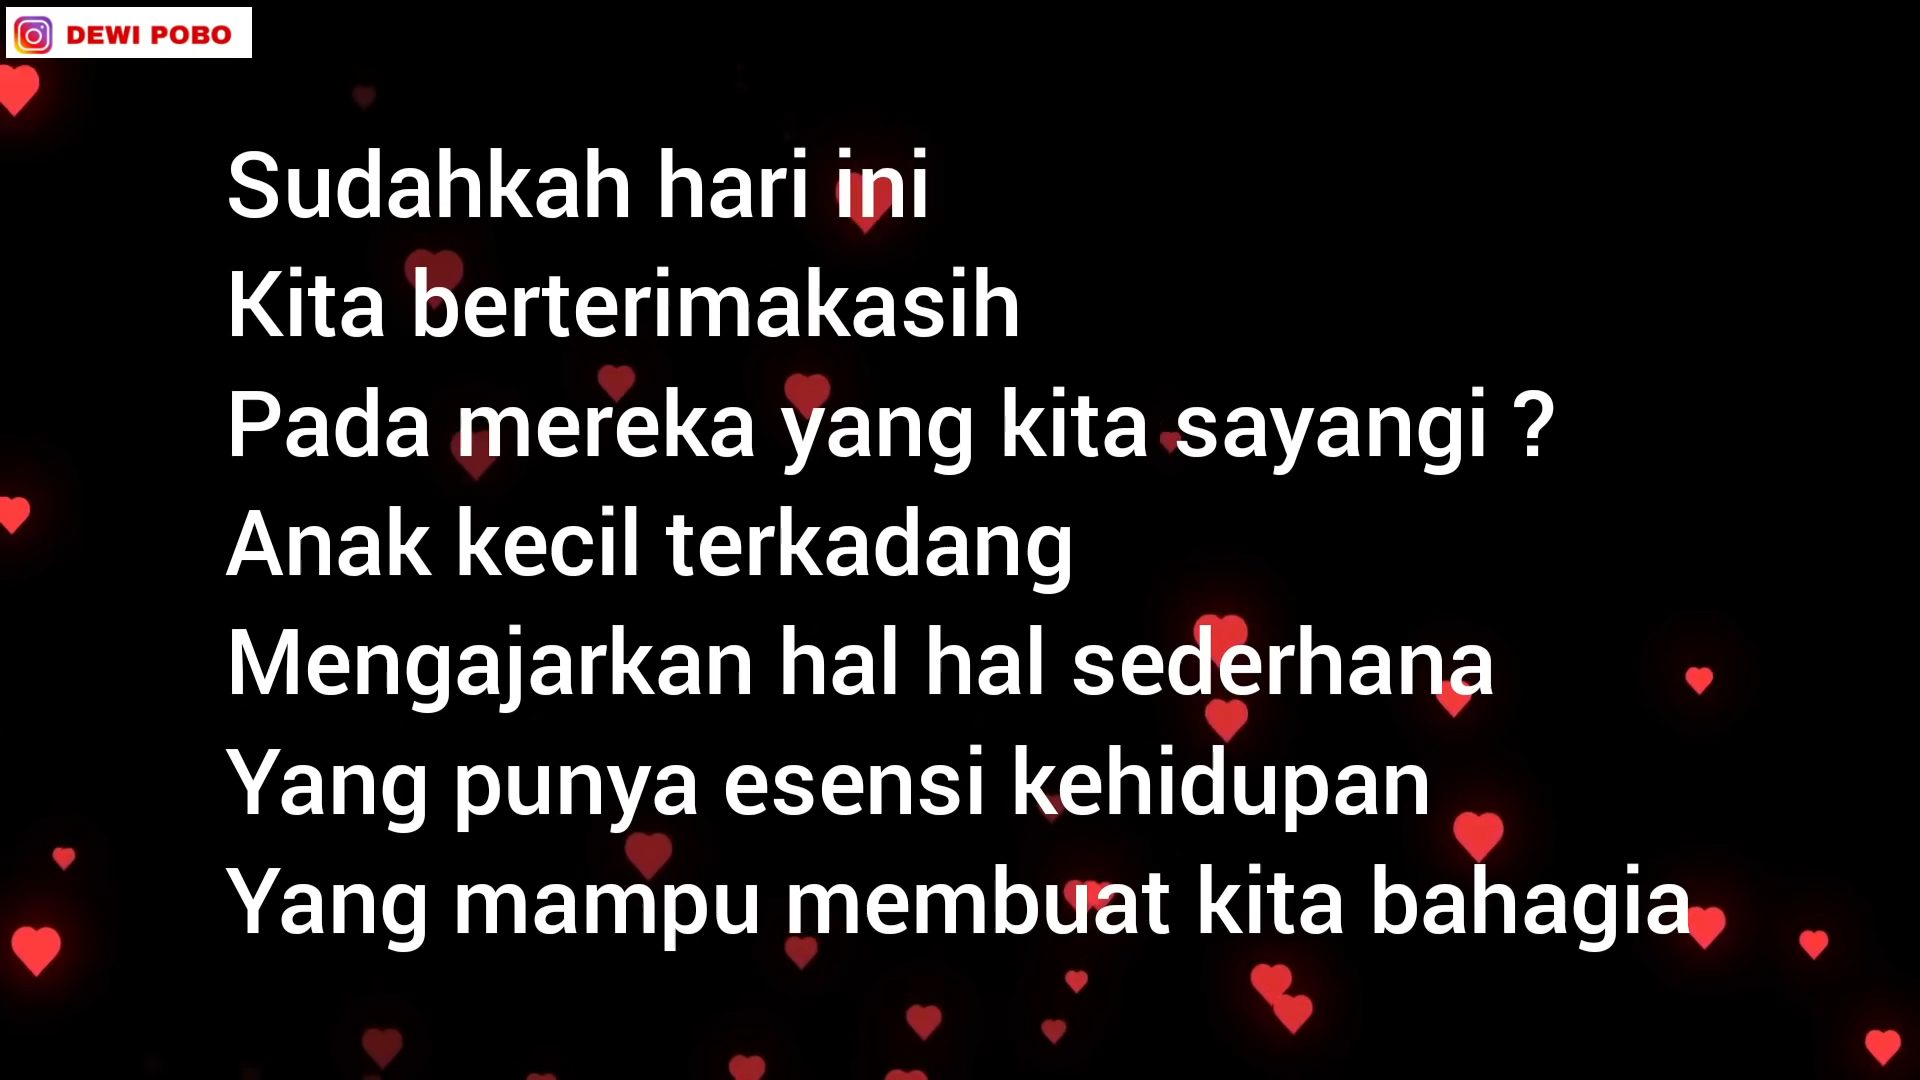 DEWI POBO
Sudahkah hari ini
Kita berterimakasih
Pada mereka yang kita sayangi ?
Anak kecil terkadang
Mengajarkan hal hal sederhana
Yang punya esensi kehidupan
Yang mampu membuat kita bahagia